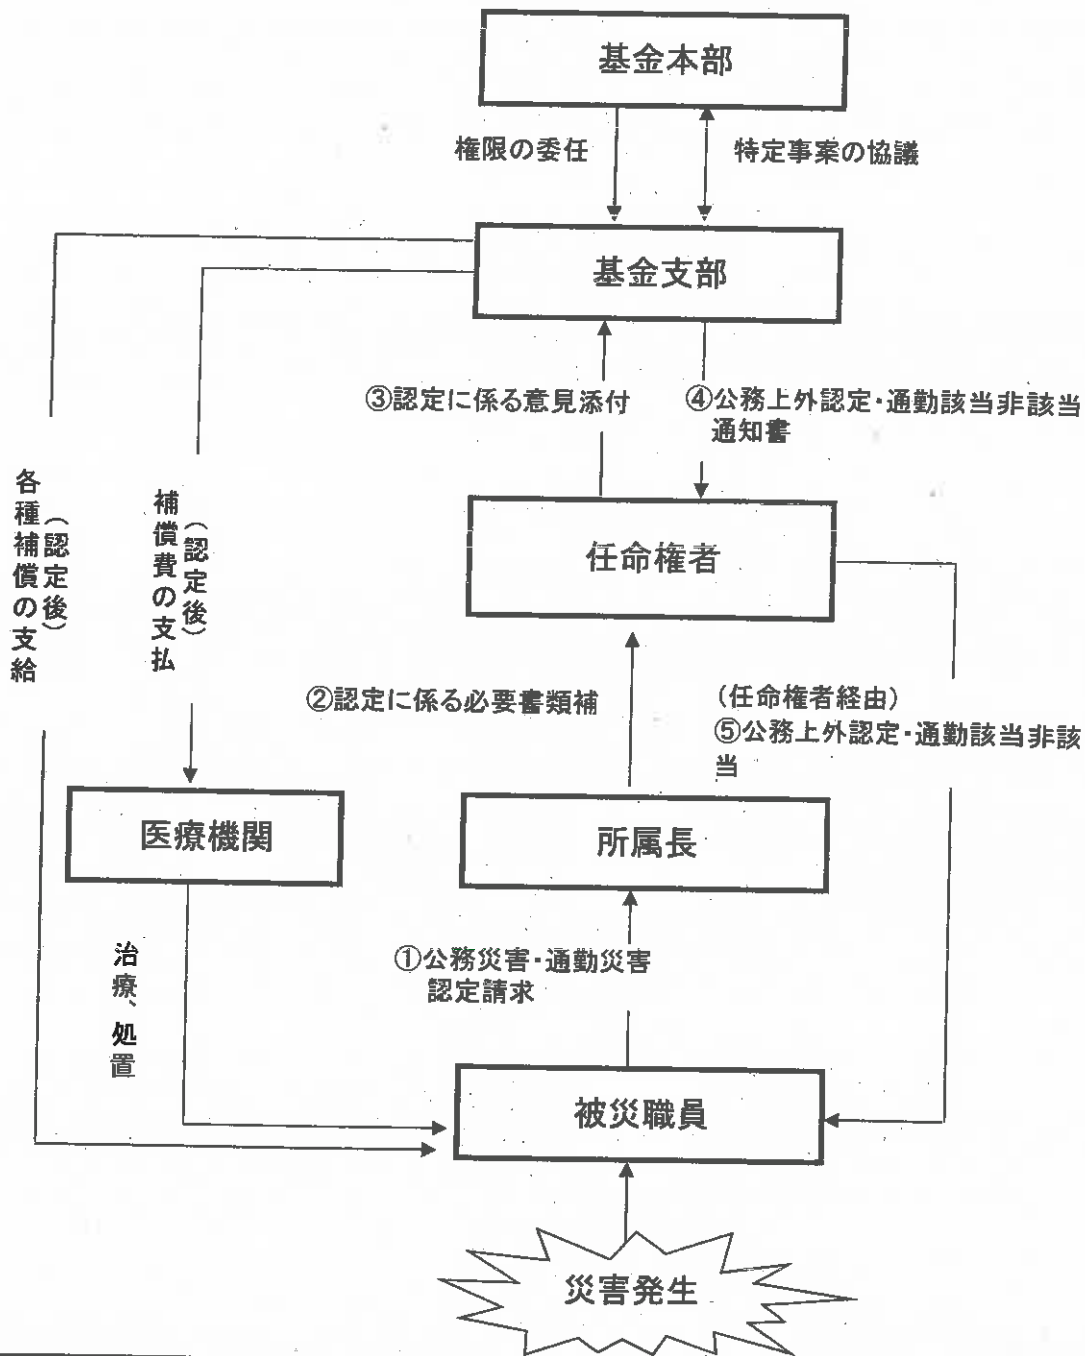 基金本部
権限の委任
特定事案の協議
基金支部
③認定に係る意見添付
④公務上外認定・通勤該当非該当
通知書
任命権者
各種補償の支給
（認定後）
補償費の支払
（認定後）
②認定に係る必要書類補
(任命権者経由)
⑤公務上外認定・通勤該当非該
当
医療機関
所属長
治療、処置
①公務災害・通勤災害
認定請求
被災職員
災害発生